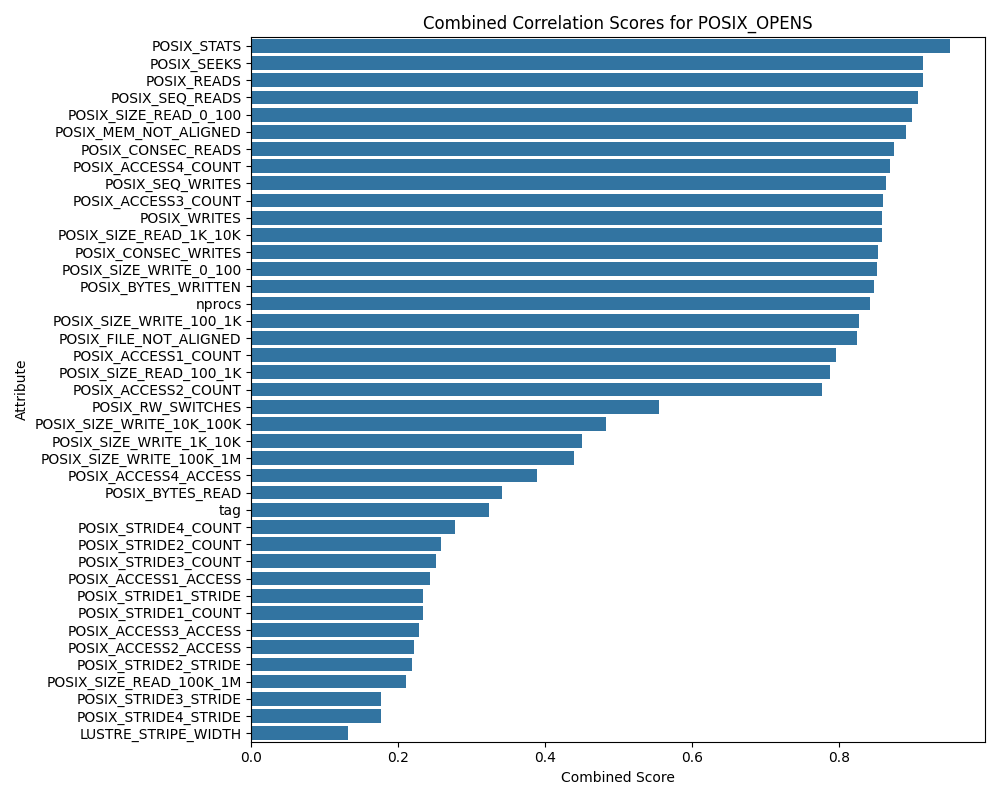 Combined Correlation Scores for POSIX_OPENS
Attribute
POSIX_STATS
POSIX_SEEKS
POSIX_READS
POSIX_SEQ_READS
POSIX_SIZE_READ_0_100
POSIX_MEM_NOT_ALIGNED
POSIX_CONSEC_READS
POSIX_ACCESS4_COUNT
POSIX_SEQ_WRITES
POSIX_ACCESS3_COUNT
POSIX_WRITES
POSIX_SIZE_READ_1K_10K
POSIX_CONSEC_WRITES
POSIX_SIZE_WRITE_0_100
POSIX_BYTES_WRITTEN
nprocs
POSIX_SIZE_WRITE_100_1K
POSIX_FILE_NOT_ALIGNED
POSIX_ACCESS1_COUNT
POSIX_SIZE_READ_100_1K
POSIX_ACCESS2_COUNT
POSIX_RW_SWITCHES
POSIX_SIZE_WRITE_10K_100K
POSIX_SIZE_WRITE_1K_10K
POSIX_SIZE_WRITE_100K_1M
POSIX_ACCESS4_ACCESS
POSIX_BYTES_READ
tag
POSIX_STRIDE4_COUNT
POSIX_STRIDE2_COUNT
POSIX_STRIDE3_COUNT
POSIX_ACCESS1_ACCESS
POSIX_STRIDE1_STRIDE
POSIX_STRIDE1_COUNT
POSIX_ACCESS3_ACCESS
POSIX_ACCESS2_ACCESS
POSIX_STRIDE2_STRIDE
POSIX_SIZE_READ_100K_1M
POSIX_STRIDE3_STRIDE
POSIX_STRIDE4_STRIDE
LUSTRE_STRIPE_WIDTH
0.0 0.2 0.4 0.6 0.8
Combined Score